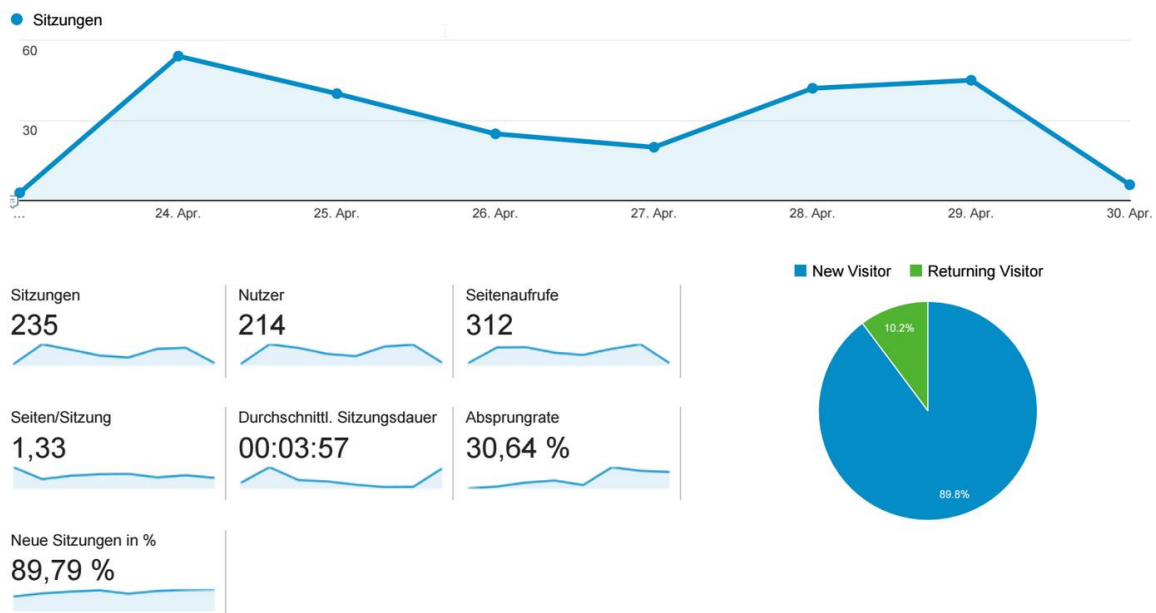 Sitzungen
60
30
...
24. Apr.
25. Apr.
26. Apr.
27. Apr.
28. Apr.
29. Apr.
30. Apr.
New Visitor
Returning Visitor
Sitzungen
235
Nutzer
214
Seitenaufrufe
312
10.2%
89.8%
Seiten/Sitzung
1,33
Durchschnittl. Sitzungsdauer
00:03:57
Absprungrate
30,64 %
Neue Sitzungen in %
89,79 %